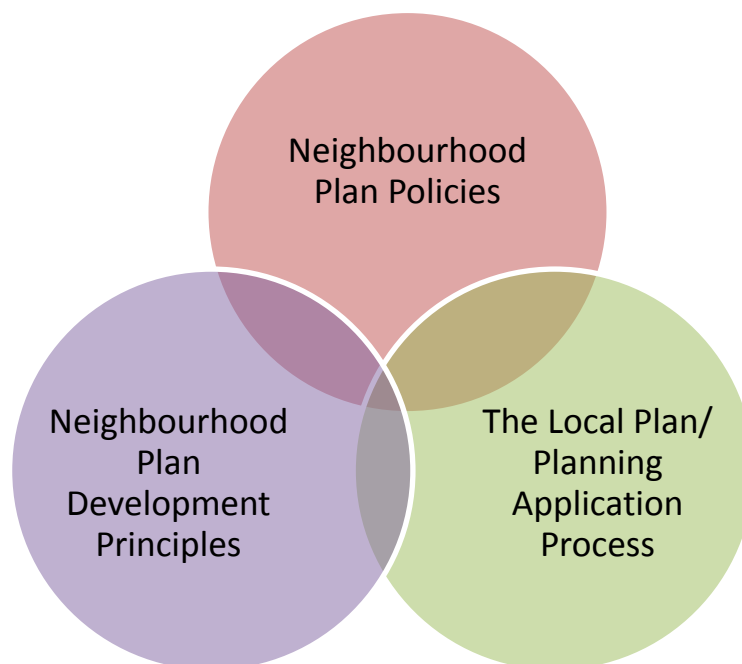 Neighbourhood
Plan Policies
Neighbourhood
Plan
Development
Principles
The Local Plan/
Planning
Application
Process